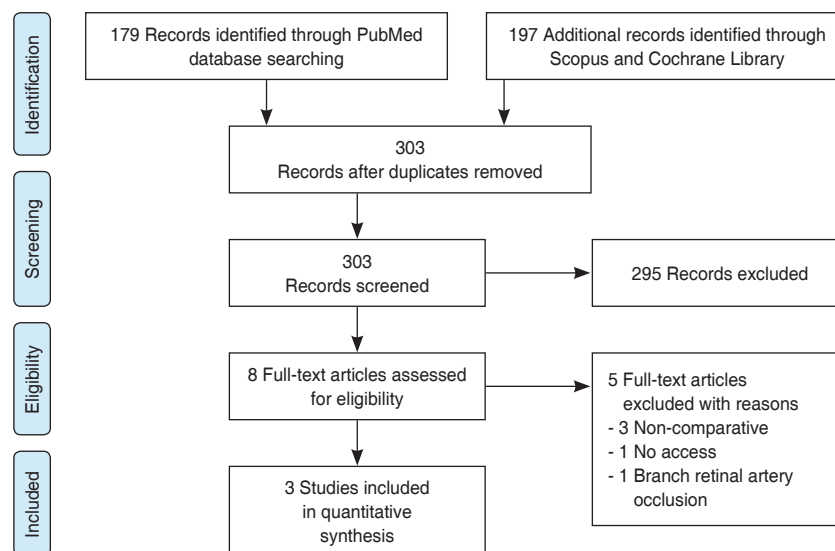 Identification
179 Records identified through PubMed
database searching
197 Additional records identified through
Scopus and Cochrane Library
303
Records after duplicates removed
Screening
303
Records screened
295 Records excluded
Eligibility
8 Full-text articles assessed
for eligibility
5 Full-text articles
excluded with reasons
- 3 Non-comparative
- 1 No access
- 1 Branch retinal artery
occlusion
Included
3 Studies included
in quantitative
synthesis